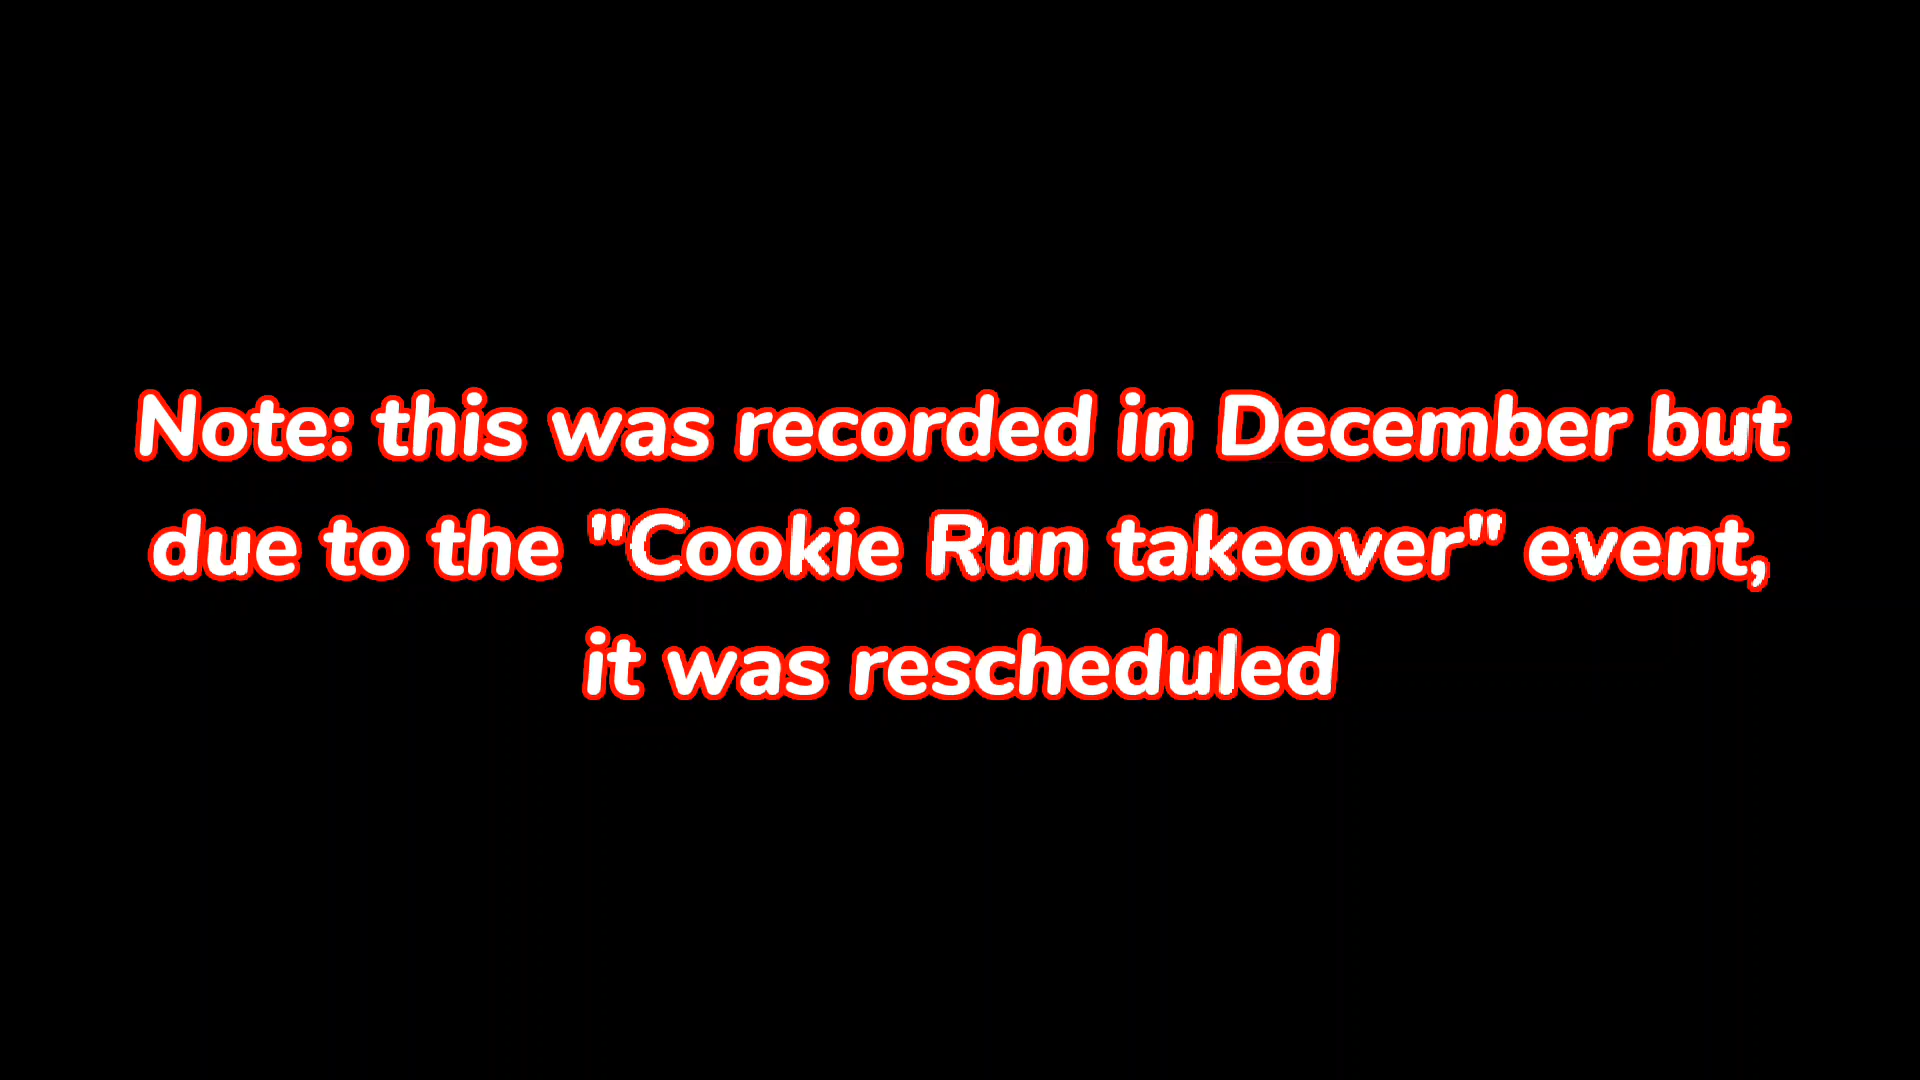 Note: this was recorded in December but
due to the "Cookie Run takeover" event,
it was rescheduled